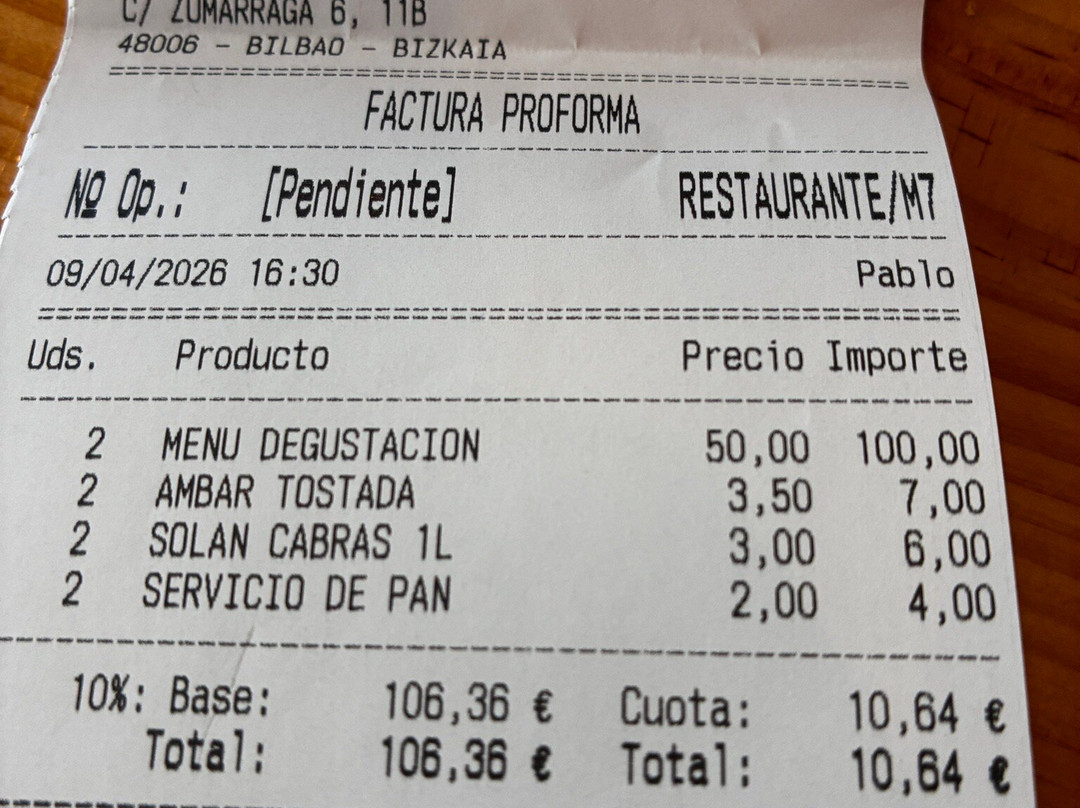 C/ ZUMARRAGA 6, 11B
48006 - BILBAO - BIZKAIA
FACTURA PROFORMA
Nº Op.: [Pendiente] RESTAURANTE/M7
09/04/2026 16:30 Pablo
Uds. Producto Precio Importe
2 MENU DEGUSTACION 50,00 100,00
2 AMBAR TOSTADA 3,50 7,00
2 SOLAN CABRAS 1L 3,00 6,00
2 SERVICIO DE PAN 2,00 4,00
10%: Base: 106,36 € Cuota: 10,64 €
Total: 106,36 € Total: 10,64 €